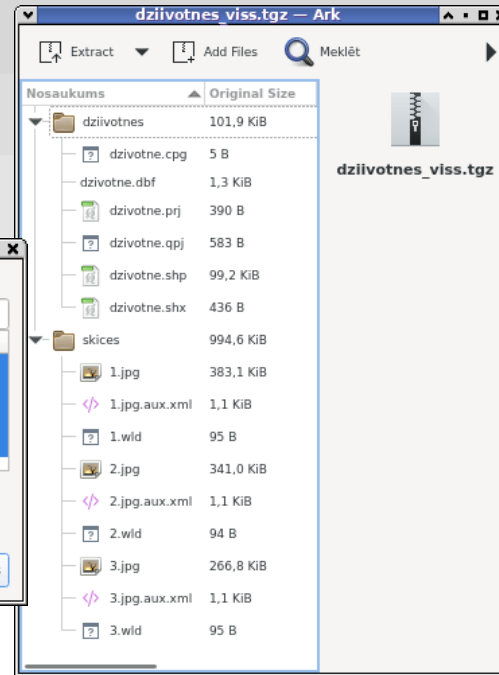 dziivotnes_viss.tgz — Ark
Extract Add Files Meklēt
Nosaukums Original Size
dziivotnes 101,9 KiB
dzivotne.cpg 5 B
dzivotne.dbf 1,3 KiB
dzivotne.prj 390 B
dzivotne.qpj 583 B
dzivotne.shp 99,2 KiB
dzivotne.shx 436 B
skices 994,6 KiB
1.jpg 383,1 KiB
1.jpg.aux.xml 1,1 KiB
1.wld 95 B
2.jpg 341,0 KiB
2.jpg.aux.xml 1,1 KiB
2.wld 94 B
3.jpg 266,8 KiB
3.jpg.aux.xml 1,1 KiB
3.wld 95 B
dziivotnes_viss.tgz